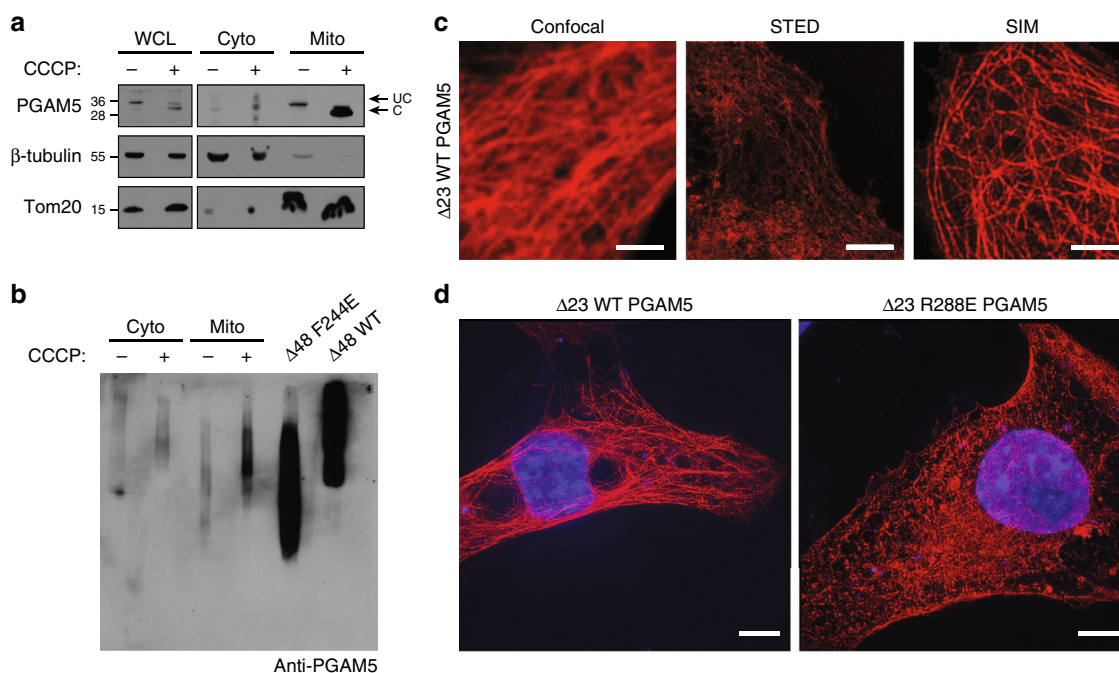 a
WCL Cyto Mito
CCCP: – + – + – +
PGAM5 36 28 UC C
β-tubulin 55
Tom20 15
b
Cyto Mito Δ48 F244E Δ48 WT
CCCP: – + – +
Anti-PGAM5
c
Confocal STED SIM
Δ23 WT PGAM5
d
Δ23 WT PGAM5 Δ23 R288E PGAM5